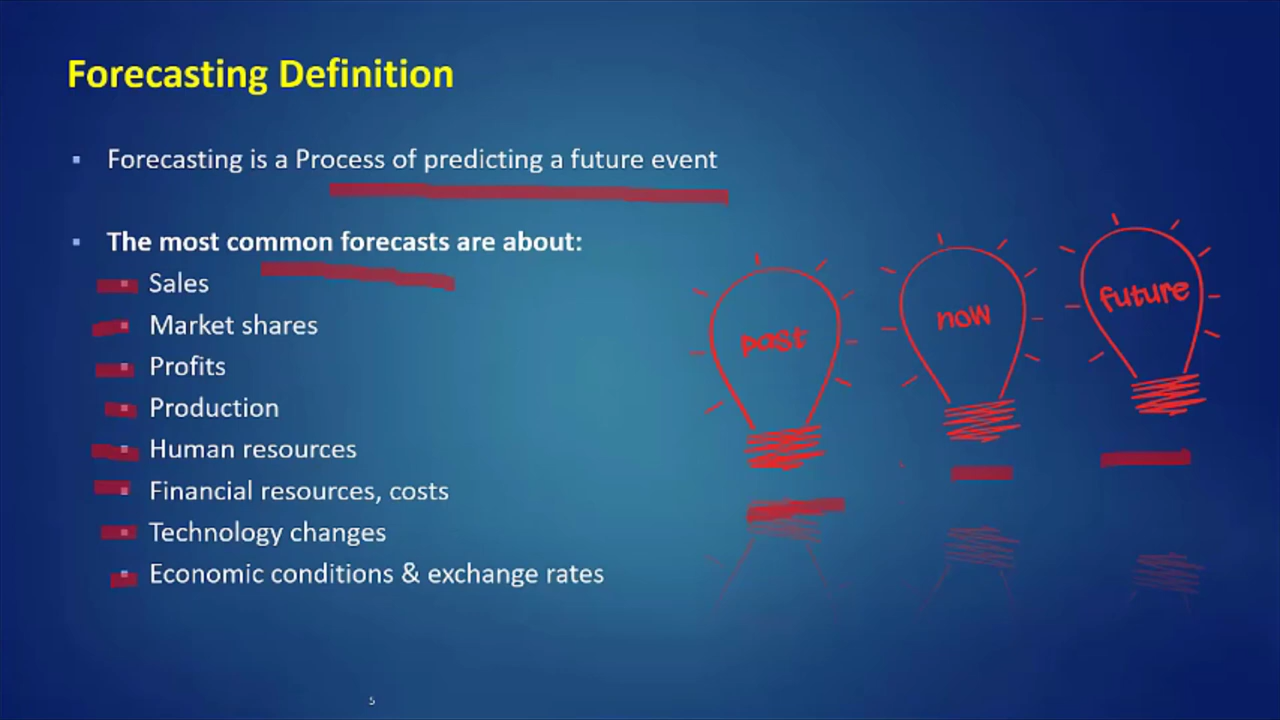 Forecasting Definition
Forecasting is a Process of predicting a future event
The most common forecasts are about:
Sales
Market shares
Profits
Production
Human resources
Financial resources, costs
Technology changes
Economic conditions & exchange rates
past
now
future
5